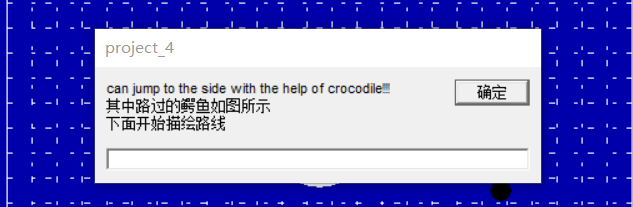 project_4
can jump to the side with the help of crocodile!!!
确定
其中路过的鳄鱼如图所示
下面开始描绘路线